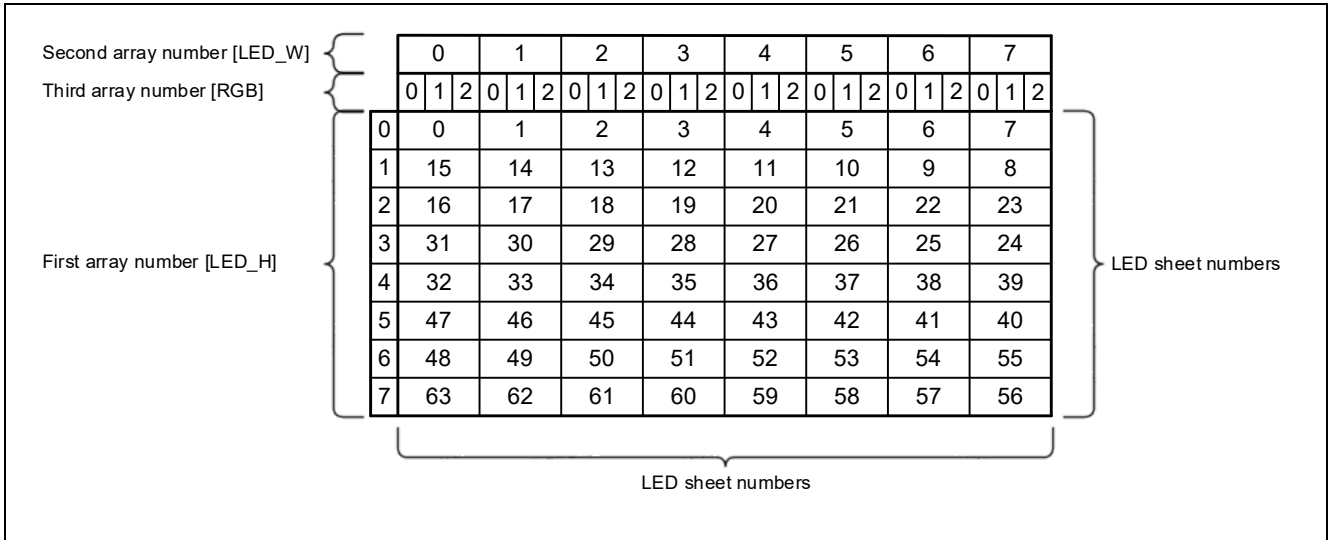 Second array number [LED_W] 0 1 2 3 4 5 6 7
Third array number [RGB] 0 1 2 0 1 2 0 1 2 0 1 2 0 1 2 0 1 2 0 1 2 0 1 2
0 0 1 2 3 4 5 6 7
1 15 14 13 12 11 10 9 8
2 16 17 18 19 20 21 22 23
3 31 30 29 28 27 26 25 24
First array number [LED_H]
LED sheet numbers
4 32 33 34 35 36 37 38 39
5 47 46 45 44 43 42 41 40
6 48 49 50 51 52 53 54 55
7 63 62 61 60 59 58 57 56
LED sheet numbers